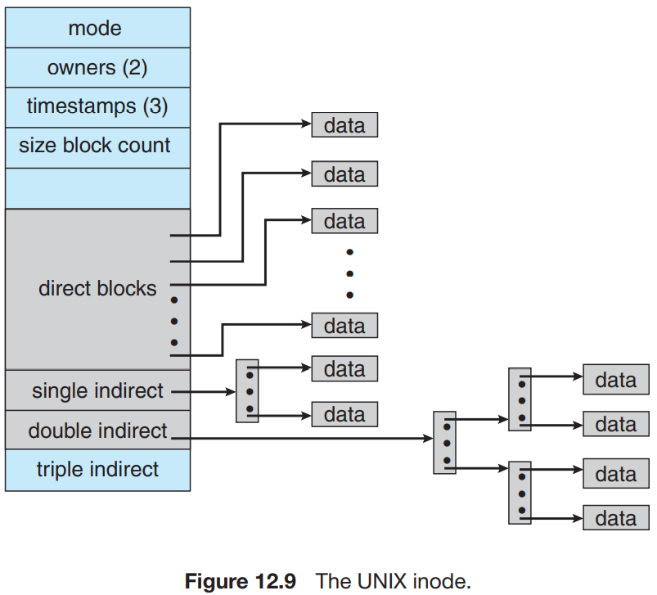 mode
owners (2)
timestamps (3)
size block count
direct blocks
single indirect
double indirect
triple indirect
data
data
data
data
data
data
data
data
data
data
Figure 12.9 The UNIX inode.